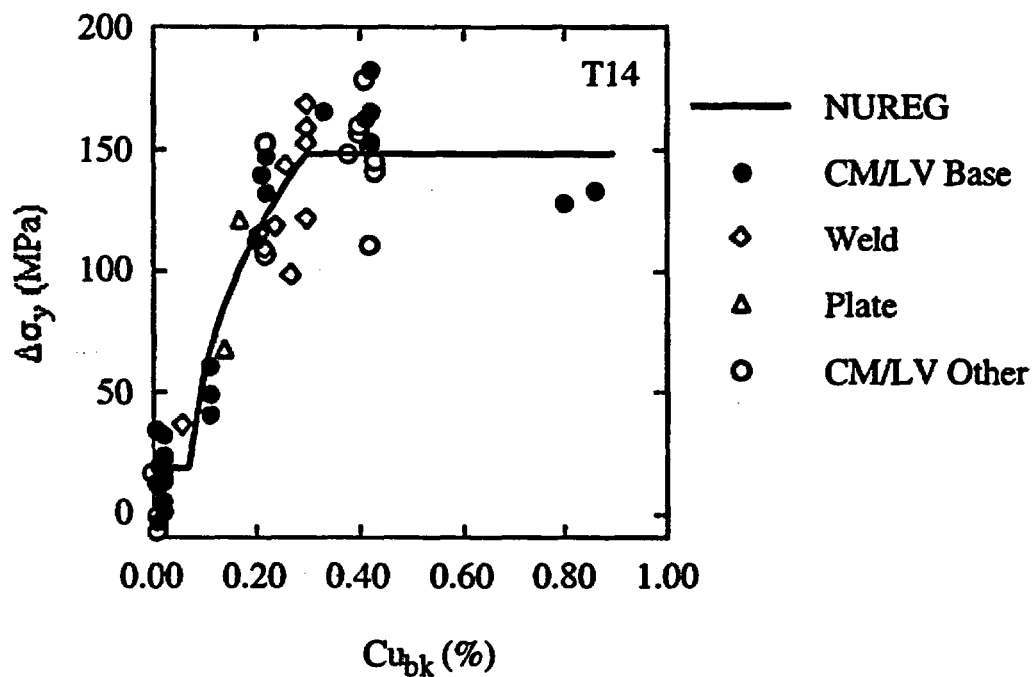 200
150
100
50
0
Δσy (MPa)
T14
0.00 0.20 0.40 0.60 0.80 1.00
Cubk (%)
NUREG
CM/LV Base
Weld
Plate
CM/LV Other